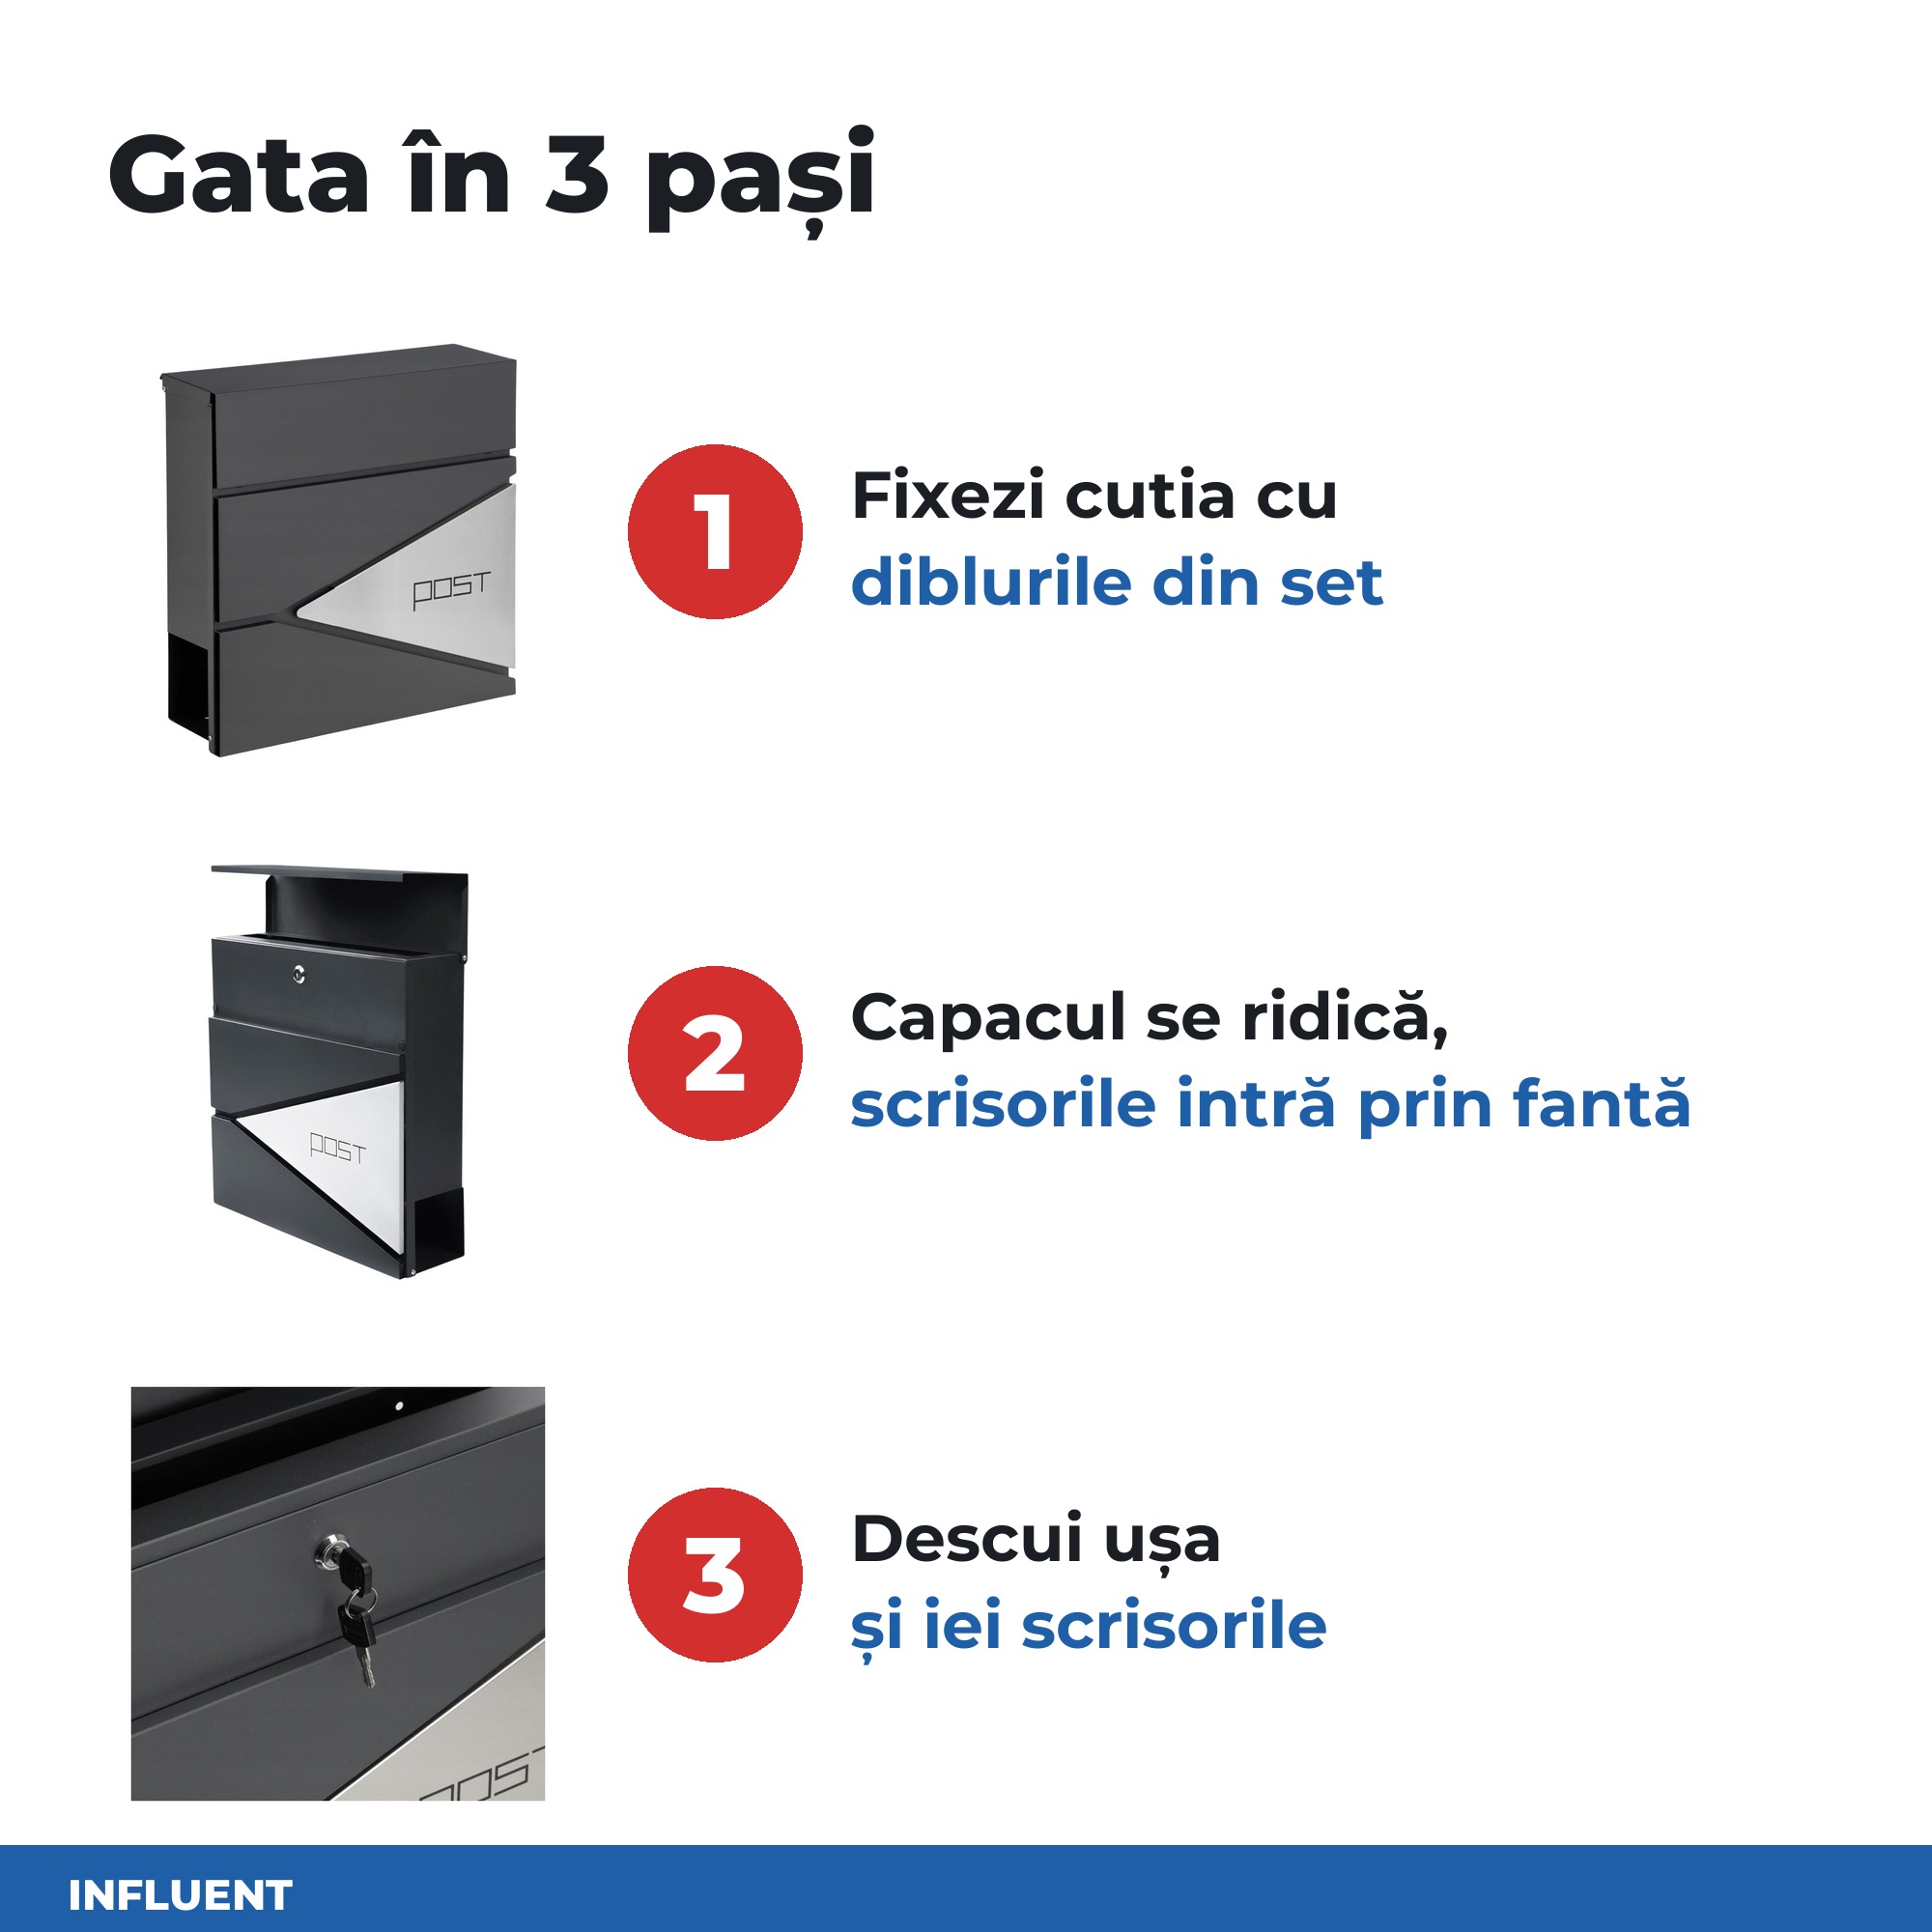 Gata în 3 pași
POST
1
Fixezi cutia cu
diblurile din set
POST
2
Capacul se ridică,
scrisorile intră prin fantă
3
Descui ușa
și iei scrisorile
POST
INFLUENT